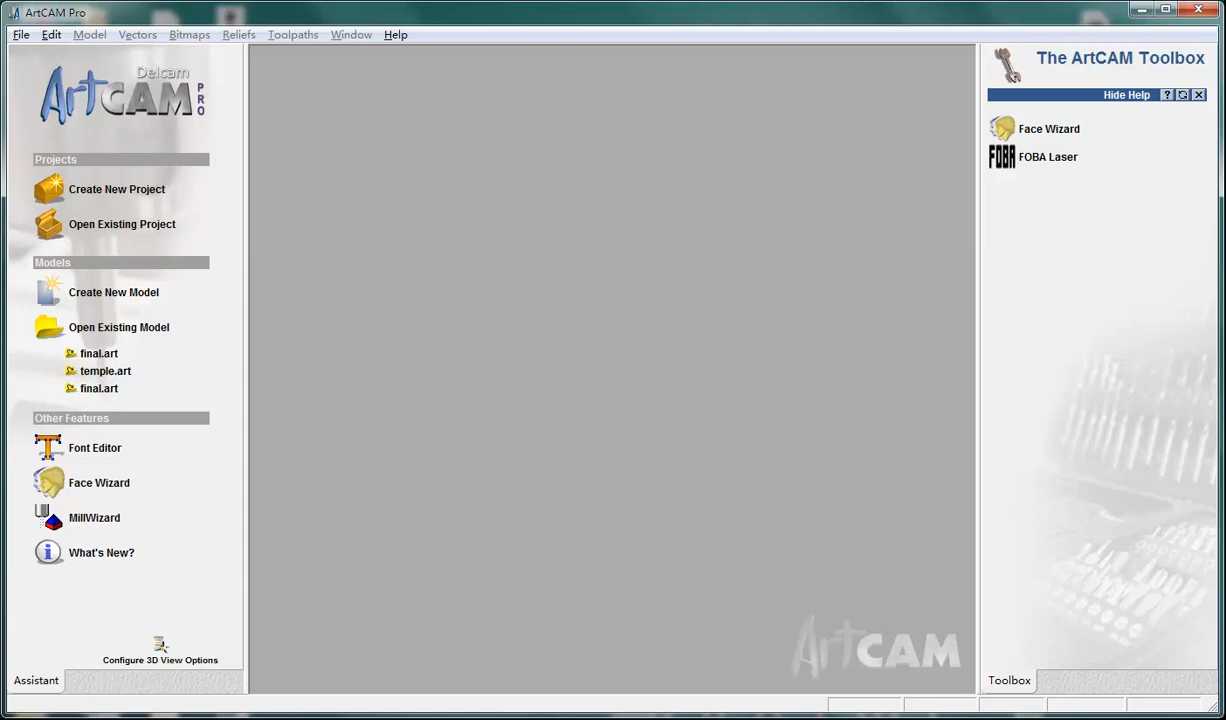 ArtCAM Pro
File Edit Model Vectors Bitmaps Reliefs Toolpaths Window Help
Delcam
ArtCAM
PRO
Projects
Create New Project
Open Existing Project
Models
Create New Model
Open Existing Model
final.art
temple.art
final.art
Other Features
Font Editor
Face Wizard
MillWizard
What's New?
Configure 3D View Options
Assistant
ArtCAM
The ArtCAM Toolbox
Hide Help ?
Face Wizard
FOBA FOBA Laser
Toolbox